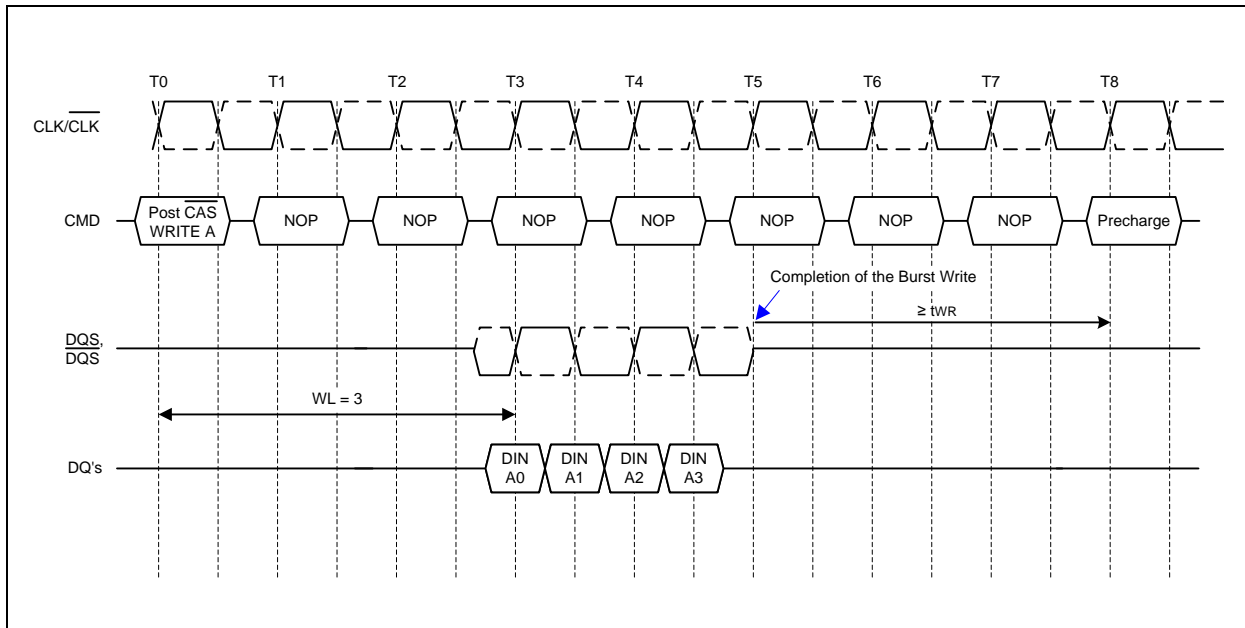 T0 T1 T2 T3 T4 T5 T6 T7 T8
CLK/CLK
CMD
Post CAS
WRITE A
NOP NOP NOP NOP NOP NOP NOP Precharge
Completion of the Burst Write
≥ tWR
DQS,
DQS
WL = 3
DQ's
DIN
A0
DIN
A1
DIN
A2
DIN
A3